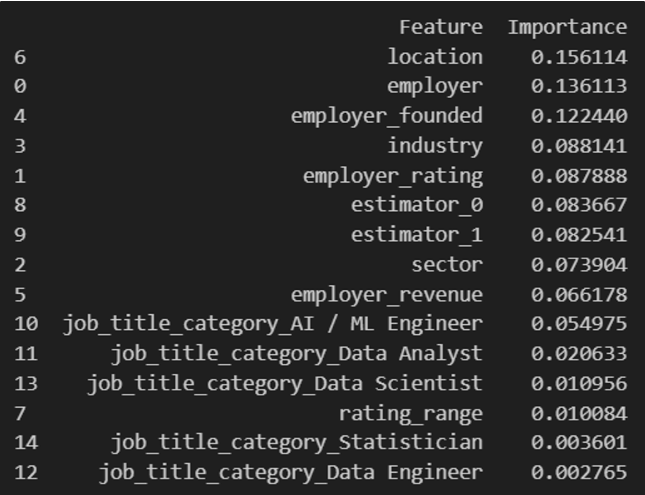 Feature Importance
6 location 0.156114
0 employer 0.136113
4 employer_founded 0.122440
3 industry 0.088141
1 employer_rating 0.087888
8 estimator_0 0.083667
9 estimator_1 0.082541
2 sector 0.073904
5 employer_revenue 0.066178
10 job_title_category_AI / ML Engineer 0.054975
11 job_title_category_Data Analyst 0.020633
13 job_title_category_Data Scientist 0.010956
7 rating_range 0.010084
14 job_title_category_Statistician 0.003601
12 job_title_category_Data Engineer 0.002765